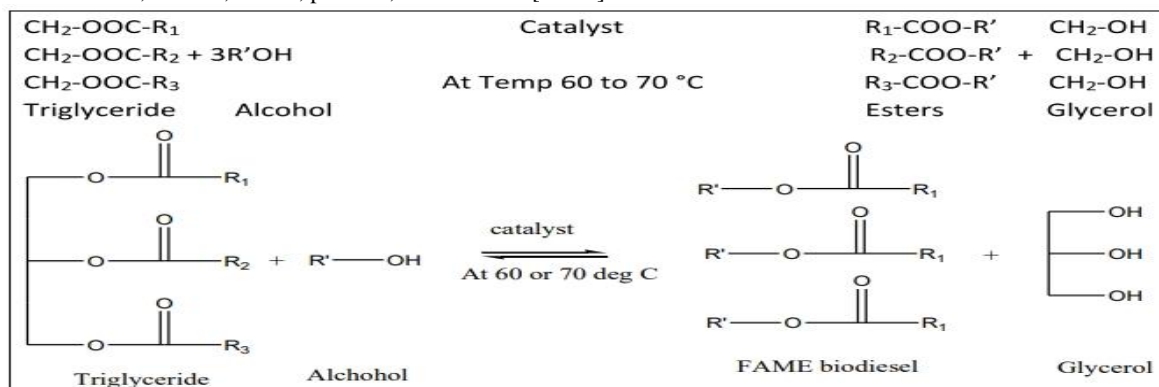 CH₂-OOC-R₁ Catalyst R₁-COO-R' CH₂-OH
CH₂-OOC-R₂ + 3R'OH R₂-COO-R' + CH₂-OH
CH₂-OOC-R₃ At Temp 60 to 70 °C R₃-COO-R' CH₂-OH
Triglyceride Alcohol Esters Glycerol
O
O R₁
O
R' O R₁
OH
O
O R₂ + R' OH
catalyst
At 60 or 70 deg C
O
R' O R₁ + OH
O
O R₃
O
R' O R₁
OH
Triglyceride Alchohol FAME biodiesel Glycerol